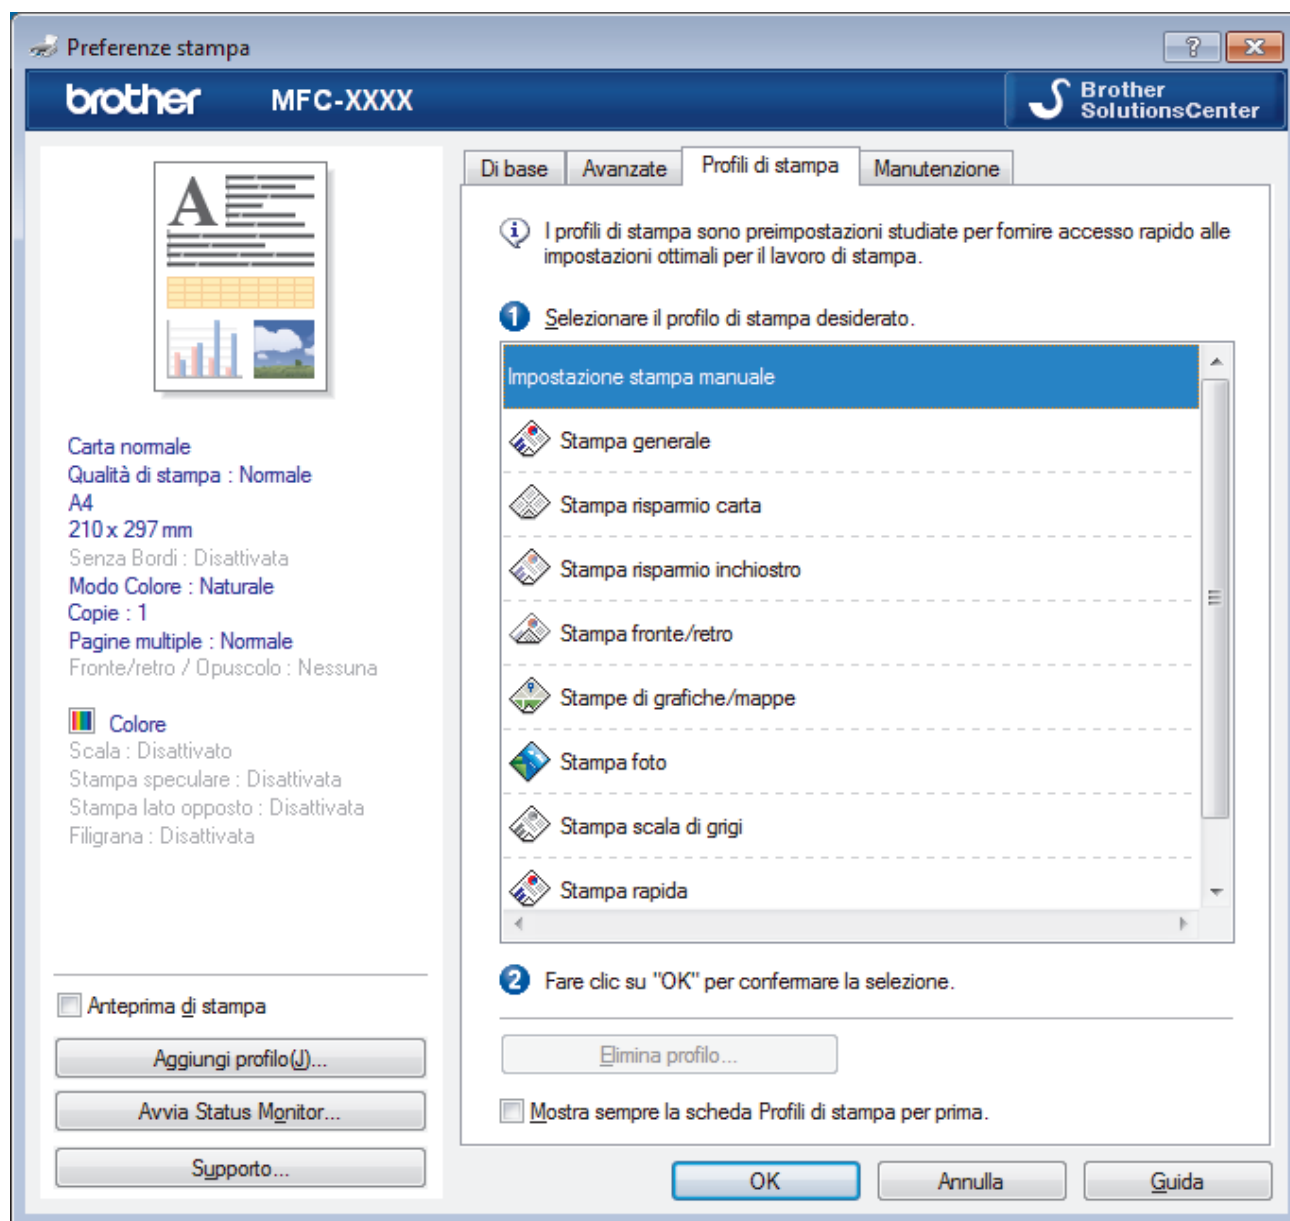 Preferenze stampa
brother MFC-XXXX
Brother
SolutionsCenter
A
Carta normale
Qualità di stampa : Normale
A4
210 x 297 mm
Senza Bordi : Disattivata
Modo Colore : Naturale
Copie : 1
Pagine multiple : Normale
Fronte/retro / Opuscolo : Nessuna
Colore
Scala : Disattivato
Stampa speculare : Disattivata
Stampa lato opposto : Disattivata
Filigrana : Disattivata
Anteprima di stampa
Aggiungi profilo(J)...
Avvia Status Monitor...
Supporto...
Di base Avanzate Profili di stampa Manutenzione
I profili di stampa sono preimpostazioni studiate per fornire accesso rapido alle
impostazioni ottimali per il lavoro di stampa.
1 Selezionare il profilo di stampa desiderato.
Impostazione stampa manuale
Stampa generale
Stampa risparmio carta
Stampa risparmio inchiostro
Stampa fronte/retro
Stampe di grafiche/mappe
Stampa foto
Stampa scala di grigi
Stampa rapida
2 Fare clic su "OK" per confermare la selezione.
Elimina profilo...
Mostra sempre la scheda Profili di stampa per prima.
OK Annulla Guida